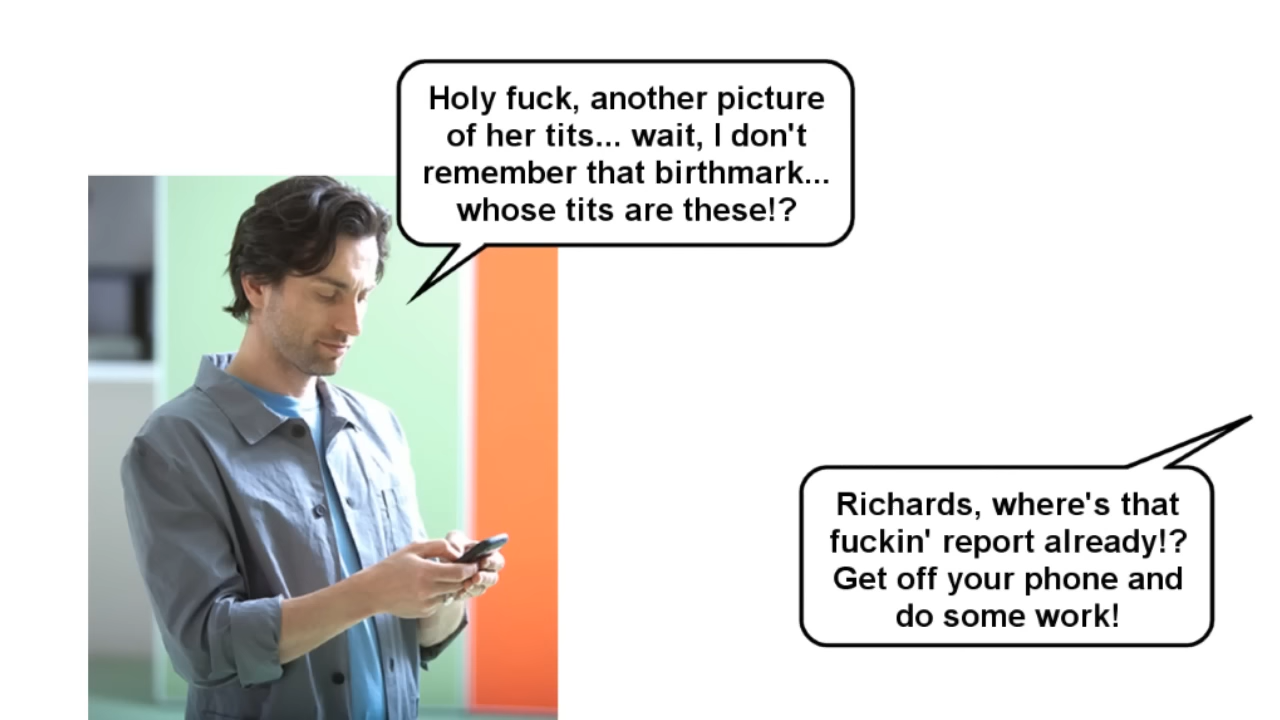 Holy fuck, another picture
of her tits... wait, I don't
remember that birthmark...
whose tits are these!?
Richards, where's that
fuckin' report already!?
Get off your phone and
do some work!